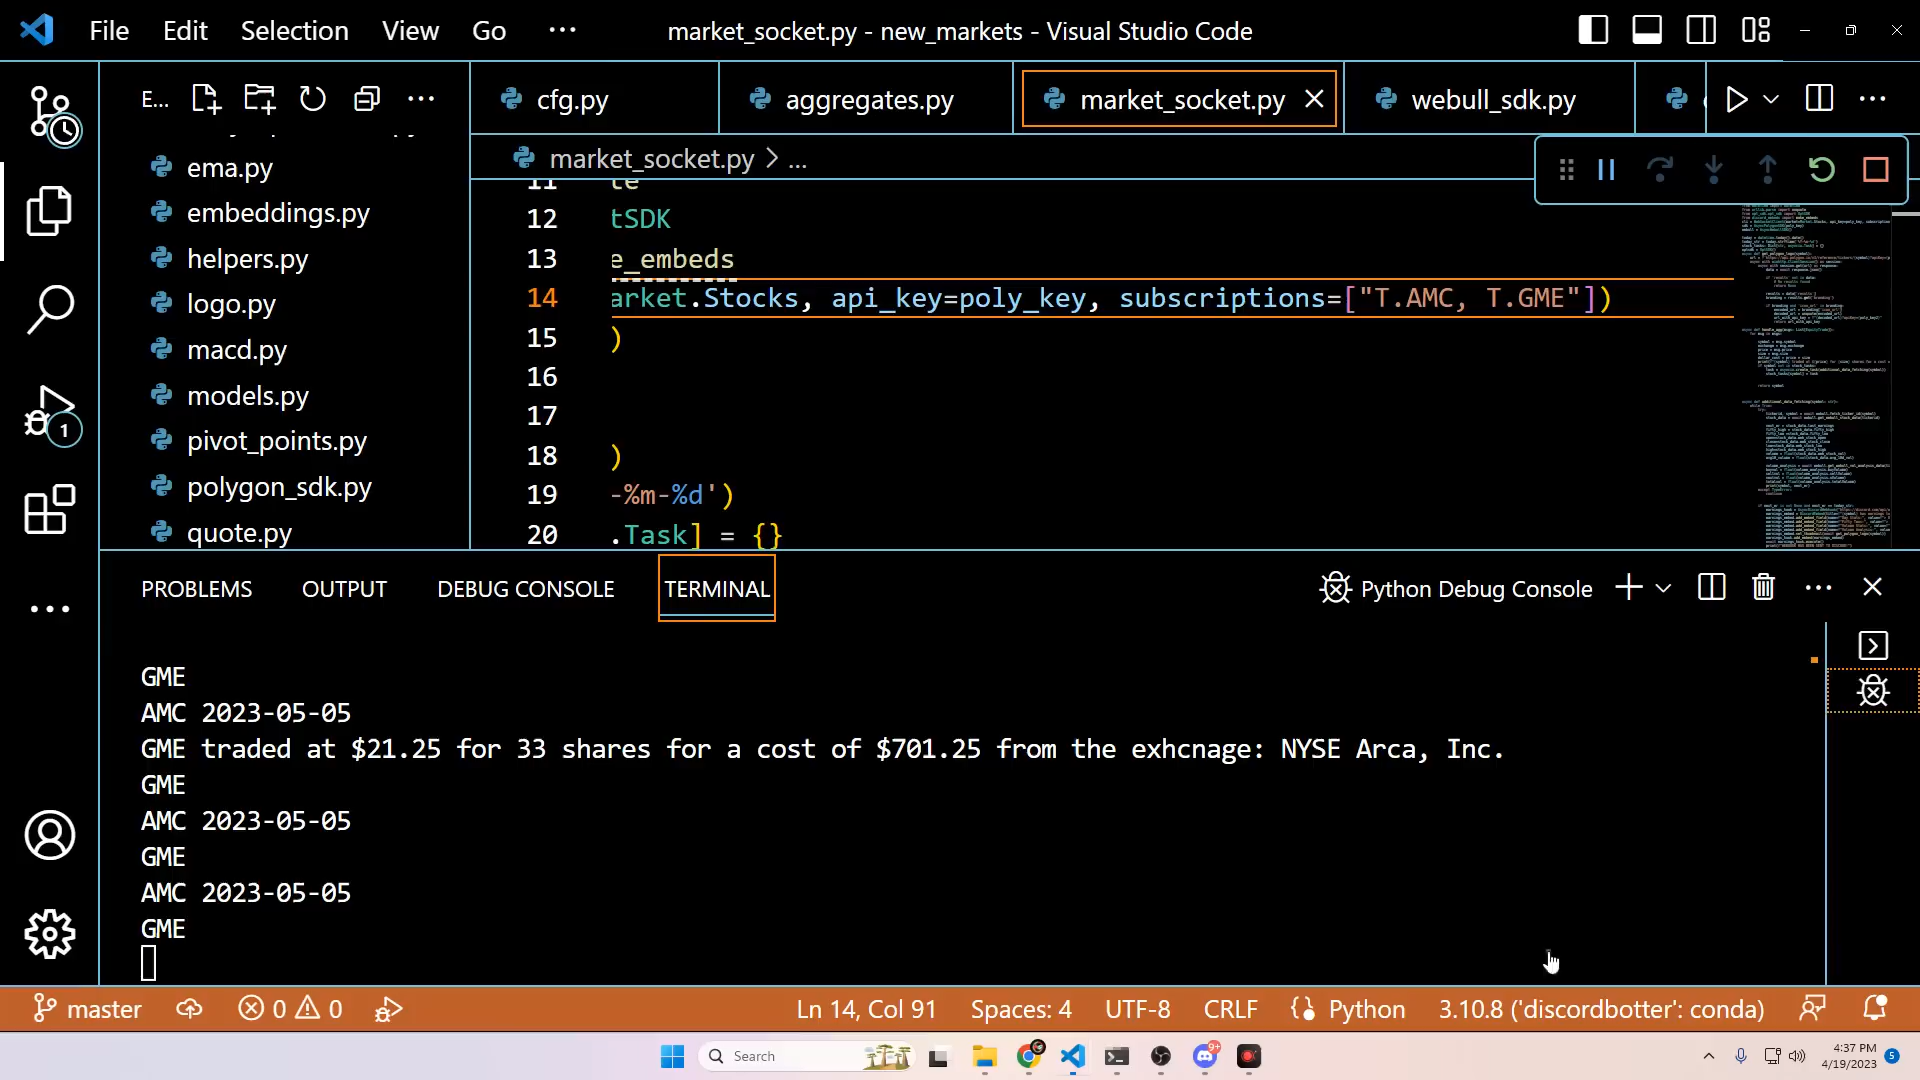 File Edit Selection View Go ... market_socket.py - new_markets - Visual Studio Code
E... cfg.py aggregates.py market_socket.py webull_sdk.py
market_socket.py > ...
ema.py
embeddings.py
helpers.py
logo.py
macd.py
models.py
pivot_points.py
polygon_sdk.py
quote.py
11 te
12 tSDK
13 e_embeds
14 arket.Stocks, api_key=poly_key, subscriptions=["T.AMC, T.GME"])
15 )
16
17
18 )
19 -%m-%d')
20 .Task] = {}
1
PROBLEMS OUTPUT DEBUG CONSOLE TERMINAL Python Debug Console
GME
AMC 2023-05-05
GME traded at $21.25 for 33 shares for a cost of $701.25 from the exhcnage: NYSE Arca, Inc.
GME
AMC 2023-05-05
GME
AMC 2023-05-05
GME
master 0 0 Ln 14, Col 91 Spaces: 4 UTF-8 CRLF Python 3.10.8 ('discordbotter': conda)
Search 9+ 4:37 PM 5
4/19/2023